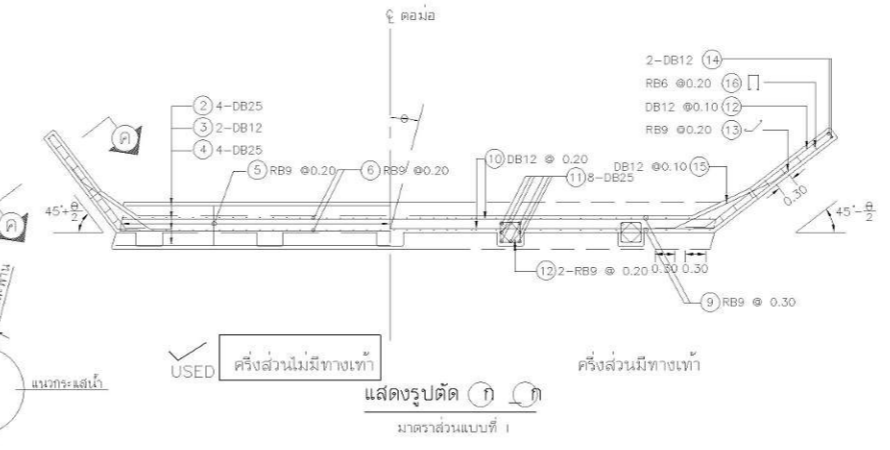 ℄ ตอม่อ
2-DB12 14
RB6 @0.20 16
DB12 @0.10 12
RB9 @0.20 13
2 4-DB25
3 2-DB12
4 4-DB25
ค
θ
5 RB9 @0.20
6 RB9 @0.20
10 DB12 @ 0.20
11 8-DB25
DB12 @0.10 15
0.30
45°+θ/2
45°-θ/2
ค
12 2-RB9 @ 0.20
0.30 0.30
9 RB9 @ 0.30
USED
ครึ่งส่วนไม่มีทางเท้า
ครึ่งส่วนมีทางเท้า
แนวกระแสน้ำ
แสดงรูปตัด ก _ ก
มาตราส่วนแบบที่ 1